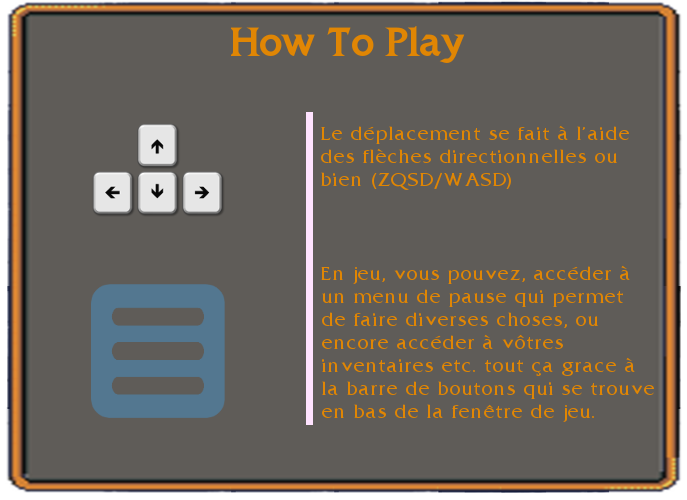 How To Play
Le déplacement se fait à l'aide
des flèches directionnelles ou
bien (ZQSD/WASD)
En jeu, vous pouvez, accéder à
un menu de pause qui permet
de faire diverses choses, ou
encore accéder à vôtres
inventaires etc. tout ça grace à
la barre de boutons qui se trouve
en bas de la fenêtre de jeu.